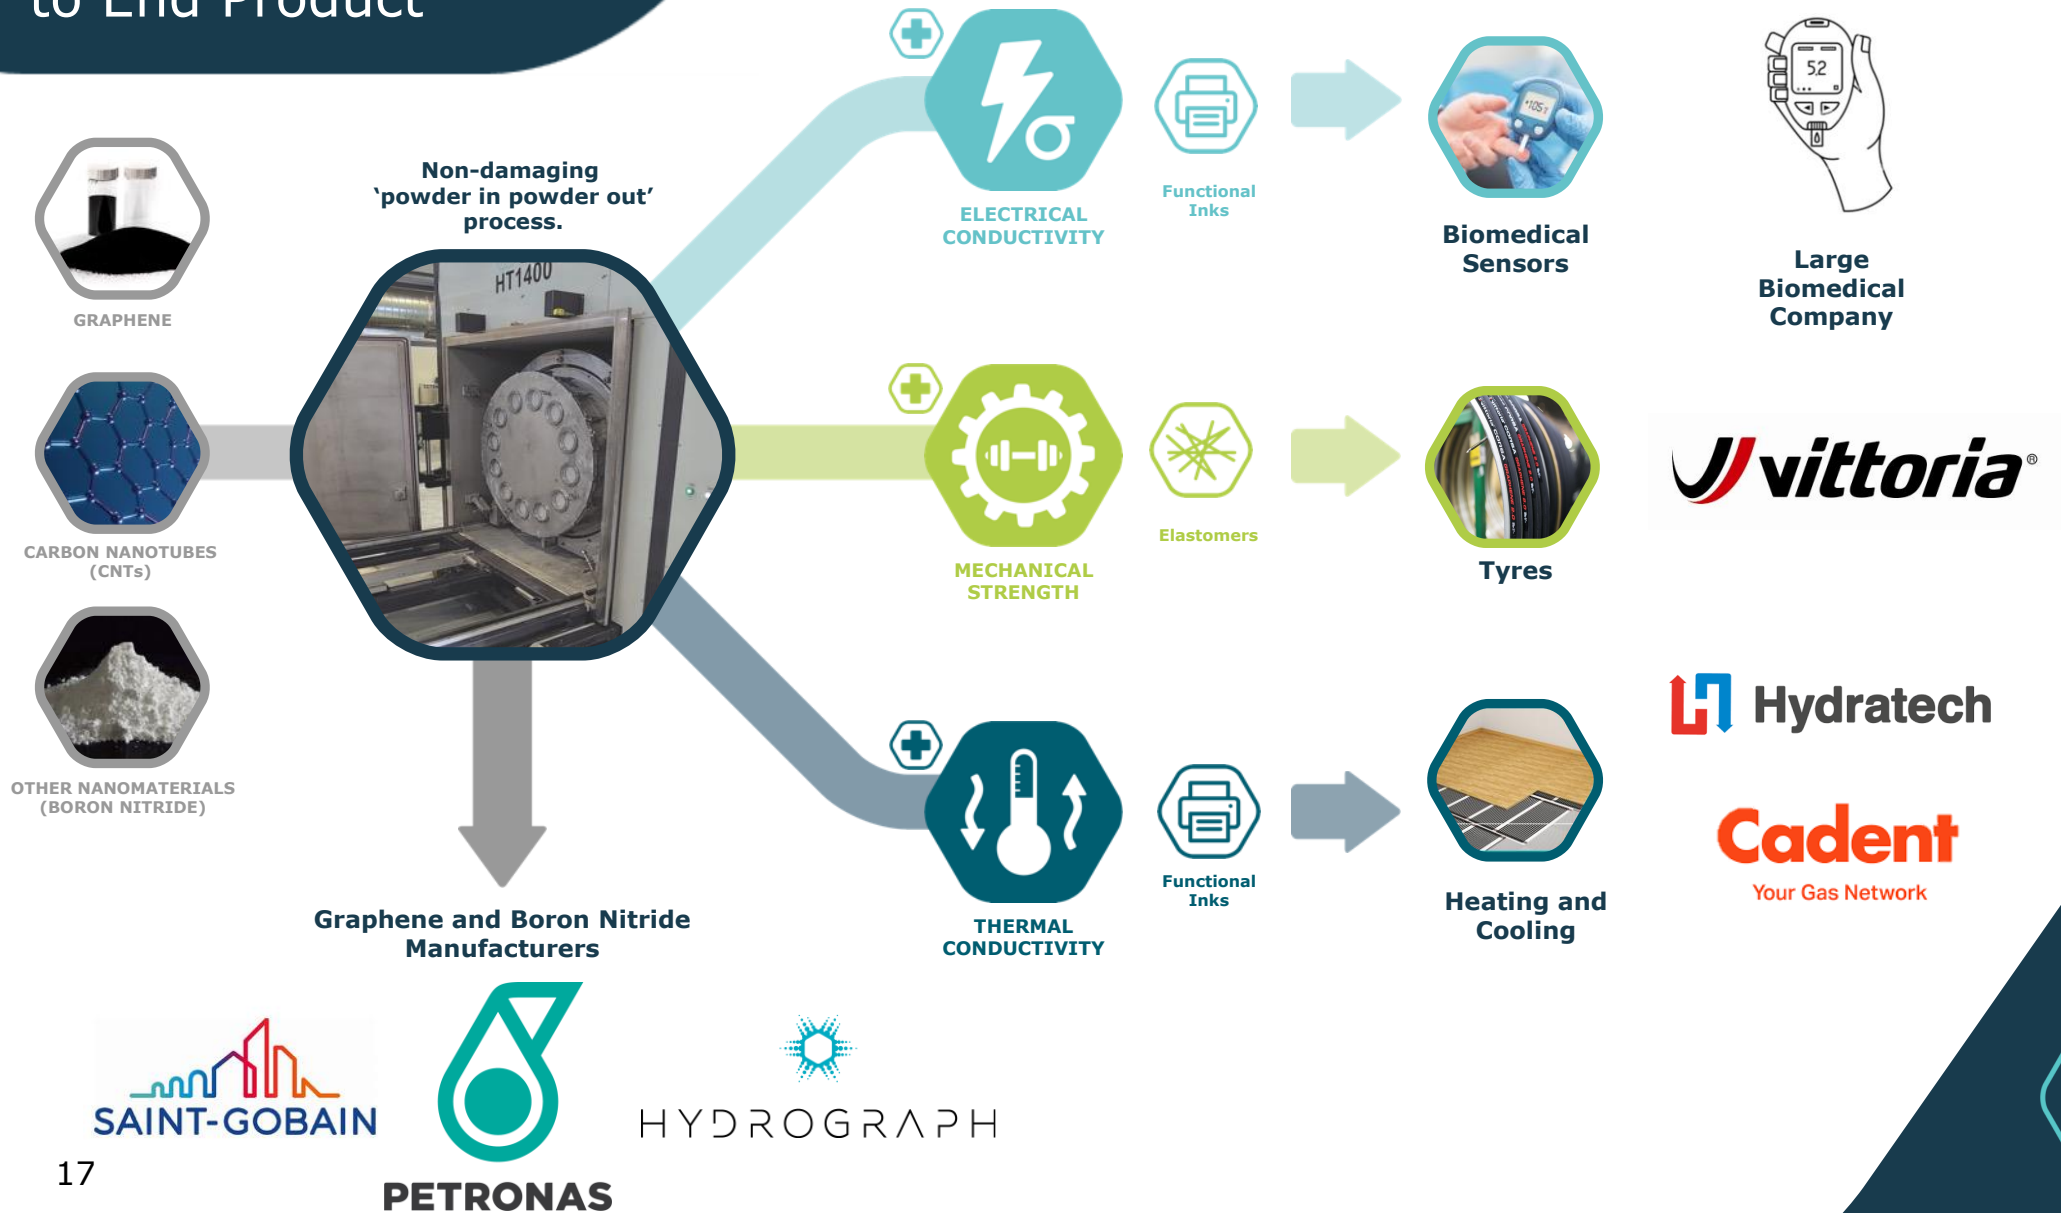 to End Product
GRAPHENE
CARBON NANOTUBES
(CNTs)
OTHER NANOMATERIALS
(BORON NITRIDE)
Non-damaging
‘powder in powder out’
process.
HT1400
Graphene and Boron Nitride
Manufacturers
SAINT-GOBAIN
PETRONAS
HYDROGRAPH
ELECTRICAL
CONDUCTIVITY
Functional
Inks
Biomedical
Sensors
5.2
Large
Biomedical
Company
MECHANICAL
STRENGTH
Elastomers
Tyres
vittoria®
THERMAL
CONDUCTIVITY
Functional
Inks
Heating and
Cooling
Hydratech
Cadent
Your Gas Network
17